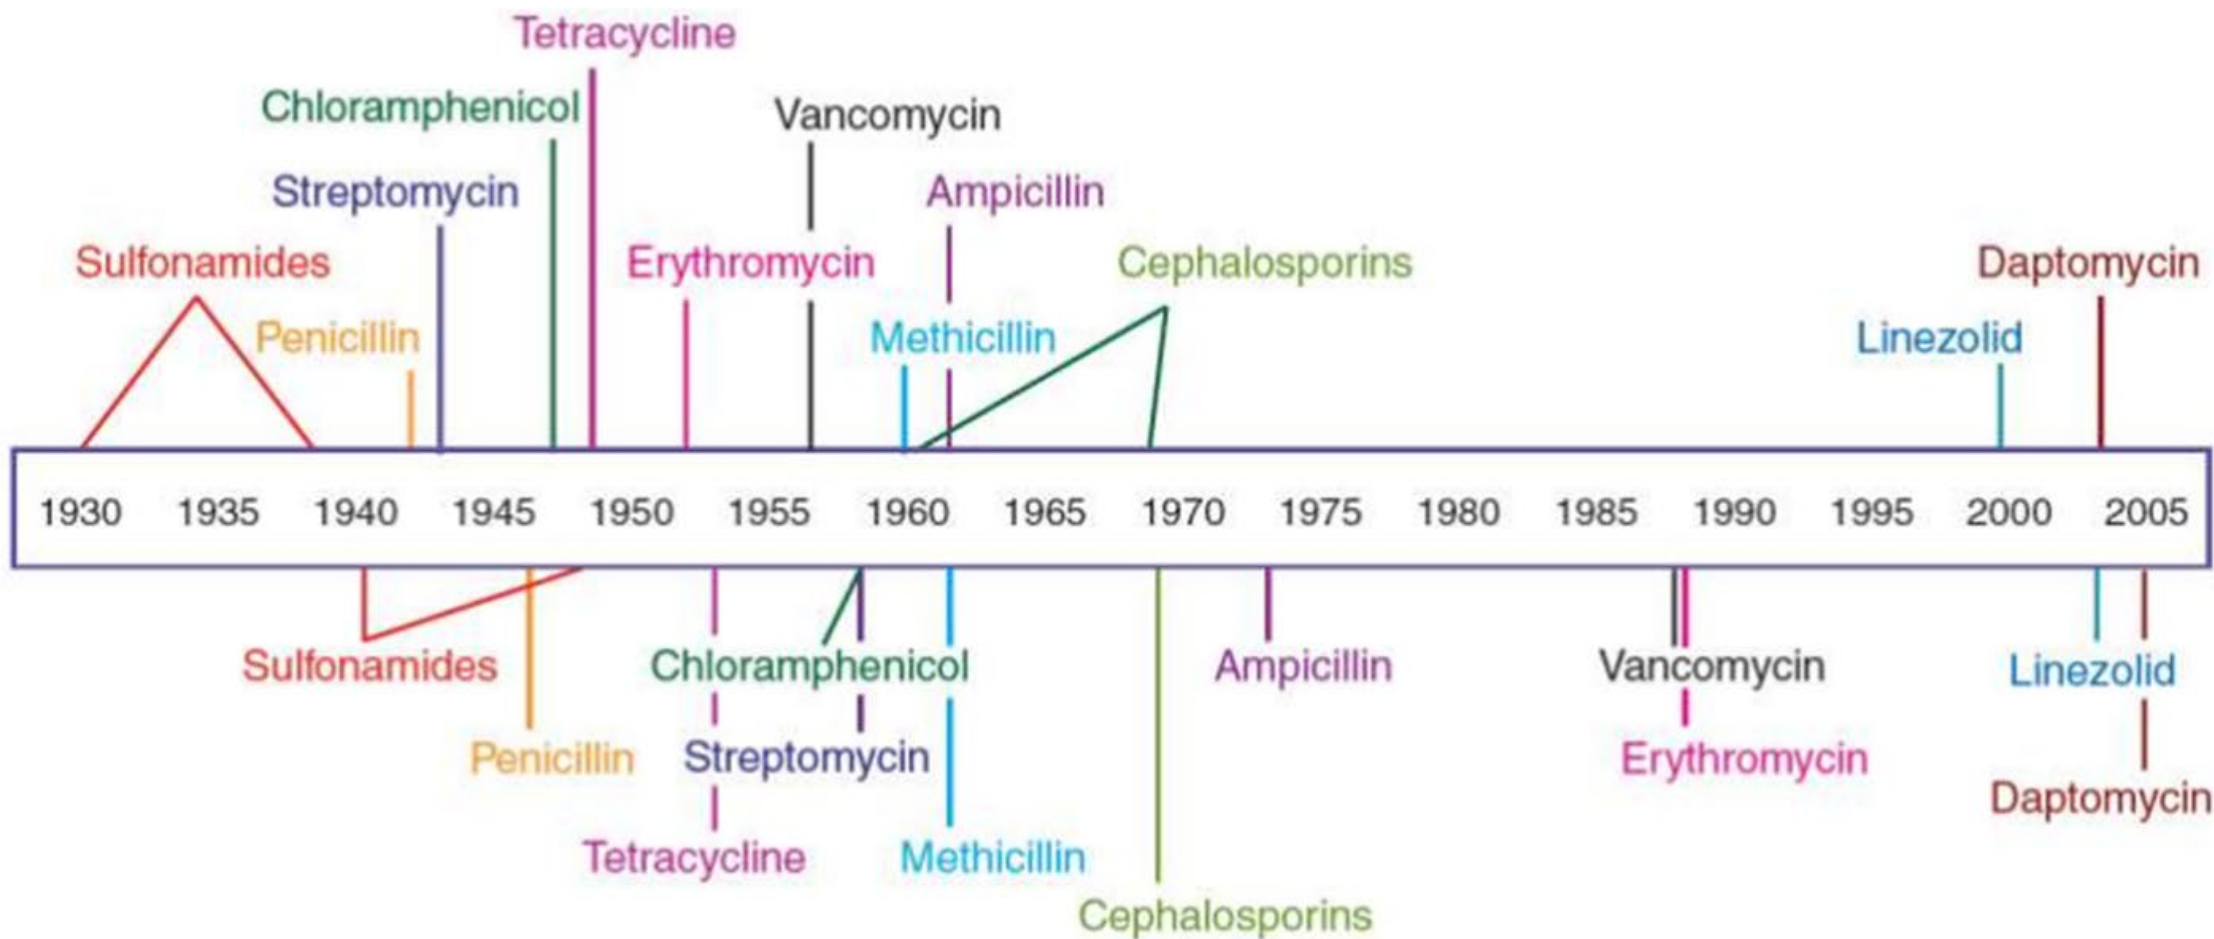 Tetracycline
Chloramphenicol
Vancomycin
Streptomycin
Ampicillin
Sulfonamides
Erythromycin
Cephalosporins
Daptomycin
Penicillin
Methicillin
Linezolid
1930 1935 1940 1945 1950 1955 1960 1965 1970 1975 1980 1985 1990 1995 2000 2005
Sulfonamides
Chloramphenicol
Ampicillin
Vancomycin
Linezolid
Penicillin
Streptomycin
Erythromycin
Daptomycin
Tetracycline
Methicillin
Cephalosporins